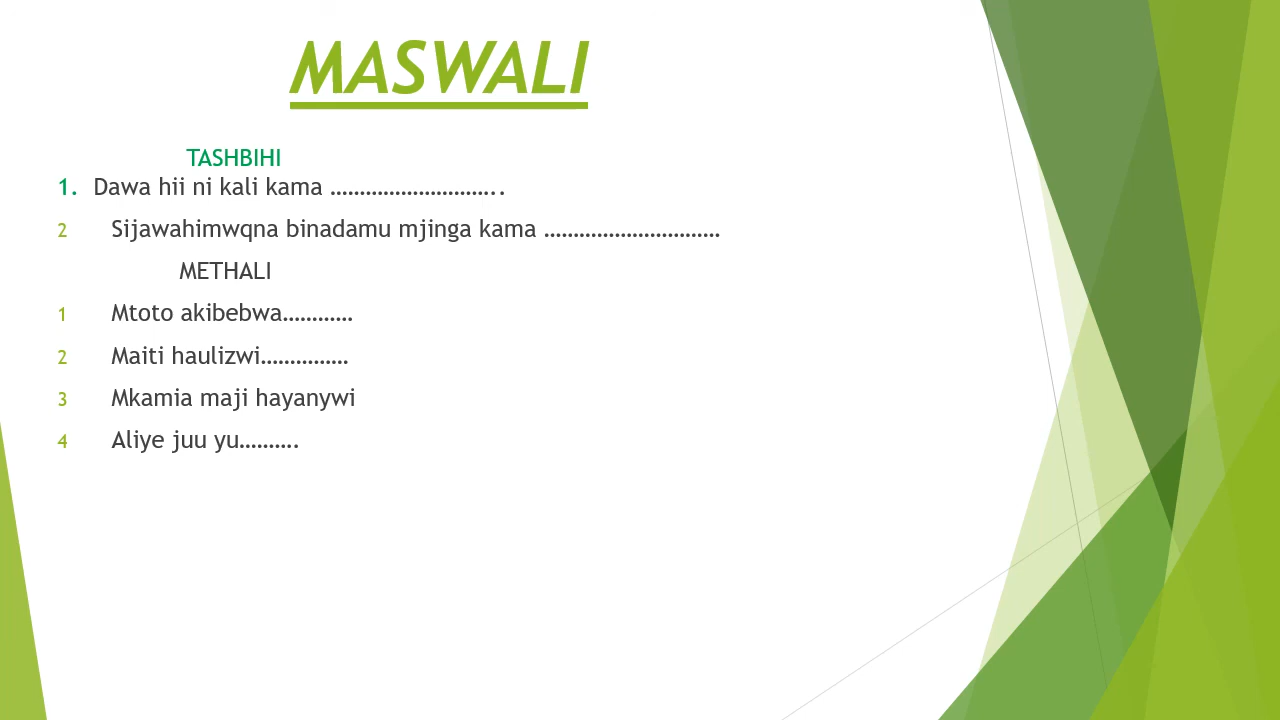 MASWALI
TASHBIHI
1. Dawa hii ni kali kama ………………………..
2 Sijawahimwqna binadamu mjinga kama …………………………
METHALI
1 Mtoto akibebwa…………
2 Maiti haulizwi……………
3 Mkamia maji hayanywi
4 Aliye juu yu……….